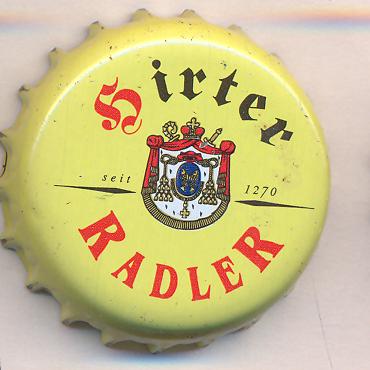 Hirter
seit 1270
RADLER